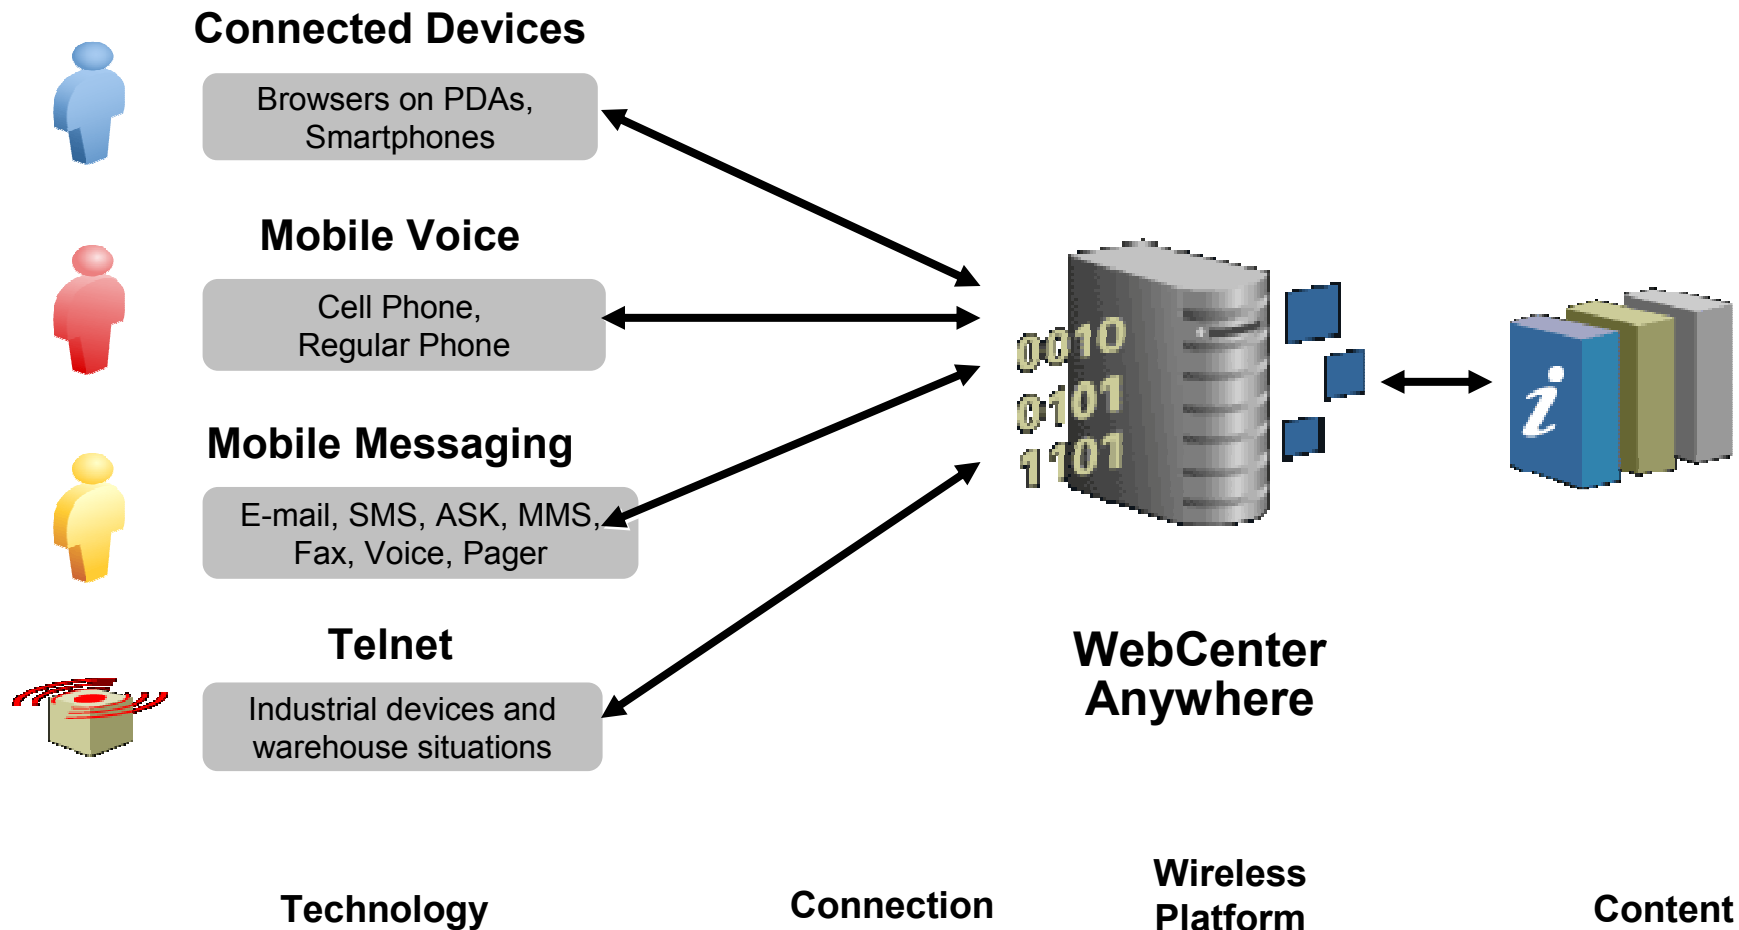 Connected Devices
Browsers on PDAs,
Smartphones
Mobile Voice
Cell Phone,
Regular Phone
Mobile Messaging
E-mail, SMS, ASK, MMS,
Fax, Voice, Pager
Telnet
Industrial devices and
warehouse situations
0010
0101
1101
i
WebCenter
Anywhere
Technology
Connection
Wireless
Platform
Content